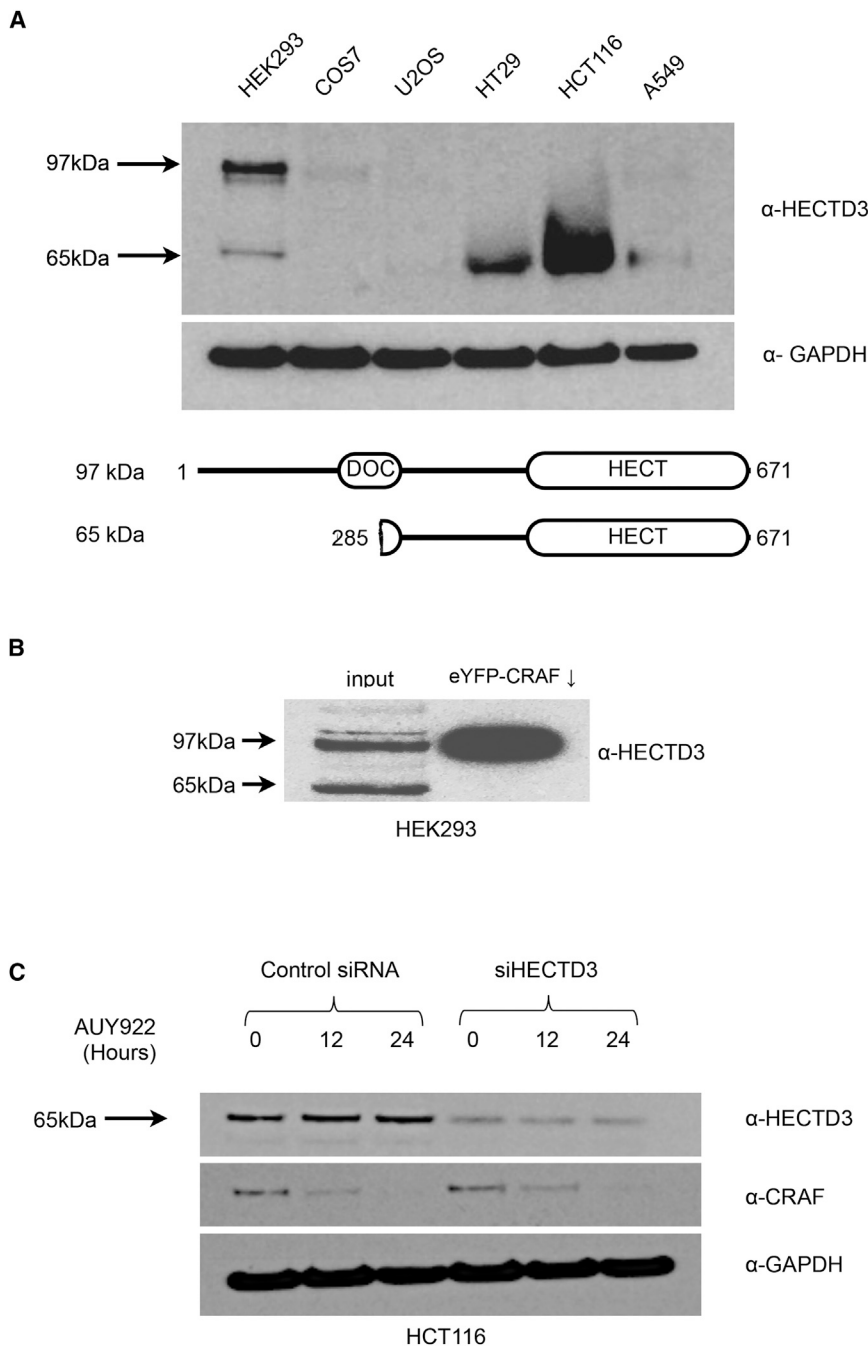 A
HEK293 COS7 U2OS HT29 HCT116 A549
97kDa
α-HECTD3
65kDa
α- GAPDH
97 kDa 1 DOC HECT 671
65 kDa 285 HECT 671
B
input eYFP-CRAF ↓
97kDa
α-HECTD3
65kDa
HEK293
C
Control siRNA siHECTD3
AUY922
(Hours)
0 12 24 0 12 24
65kDa α-HECTD3
α-CRAF
α-GAPDH
HCT116